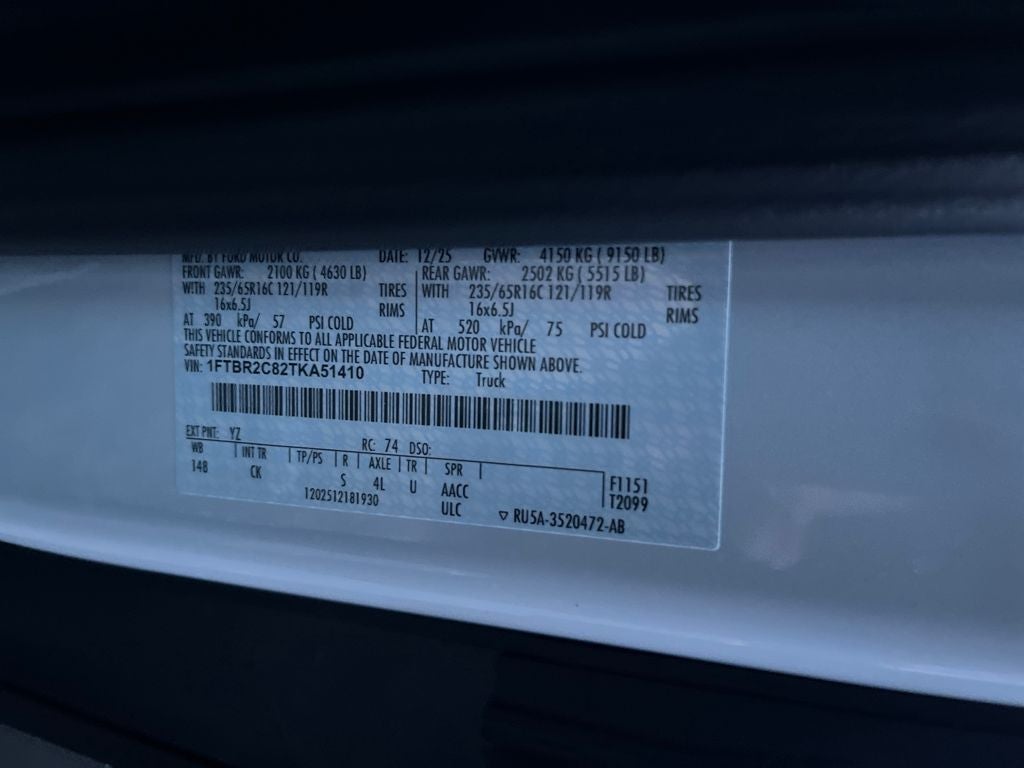 MFD. BY FORD MOTOR CO. DATE: 12/25 GVWR: 4150 KG ( 9150 LB)
FRONT GAWR: 2100 KG ( 4630 LB) REAR GAWR: 2502 KG ( 5515 LB)
WITH 235/65R16C 121/119R TIRES WITH 235/65R16C 121/119R TIRES
16x6.5J RIMS 16x6.5J RIMS
AT 390 kPa/ 57 PSI COLD AT 520 kPa/ 75 PSI COLD
THIS VEHICLE CONFORMS TO ALL APPLICABLE FEDERAL MOTOR VEHICLE
SAFETY STANDARDS IN EFFECT ON THE DATE OF MANUFACTURE SHOWN ABOVE.
VIN: 1FTBR2C82TKA51410 TYPE: Truck
EXT PNT: YZ RC: 74 DSO:
WB INT TR TP/PS R AXLE TR SPR
148 CK S 4L U AACC F1151
1202512181930 ULC T2099
▽ RU5A-3520472-AB